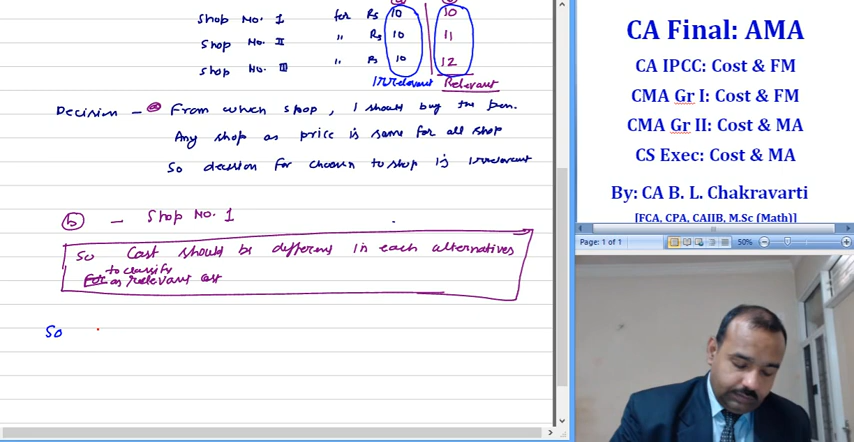 Shop No. I for Rs 10 10
Shop No. II " Rs 10 11
Shop No. III " Rs 10 12
Irrelevant Relevant
Decision - a From which shop, I should buy the pen.
Any shop as price is same for all shop
So decision for choosen to shop is irrelevant
b - Shop No. 1
So Cost should be different in each alternatives
to classify
For as relevant cost
So
CA Final: AMA
CA IPCC: Cost & FM
CMA Gr I: Cost & FM
CMA Gr II: Cost & MA
CS Exec: Cost & MA
By: CA B. L. Chakravarti
[FCA, CPA, CAIIB, M.Sc (Math)]
Page: 1 of 1 50%